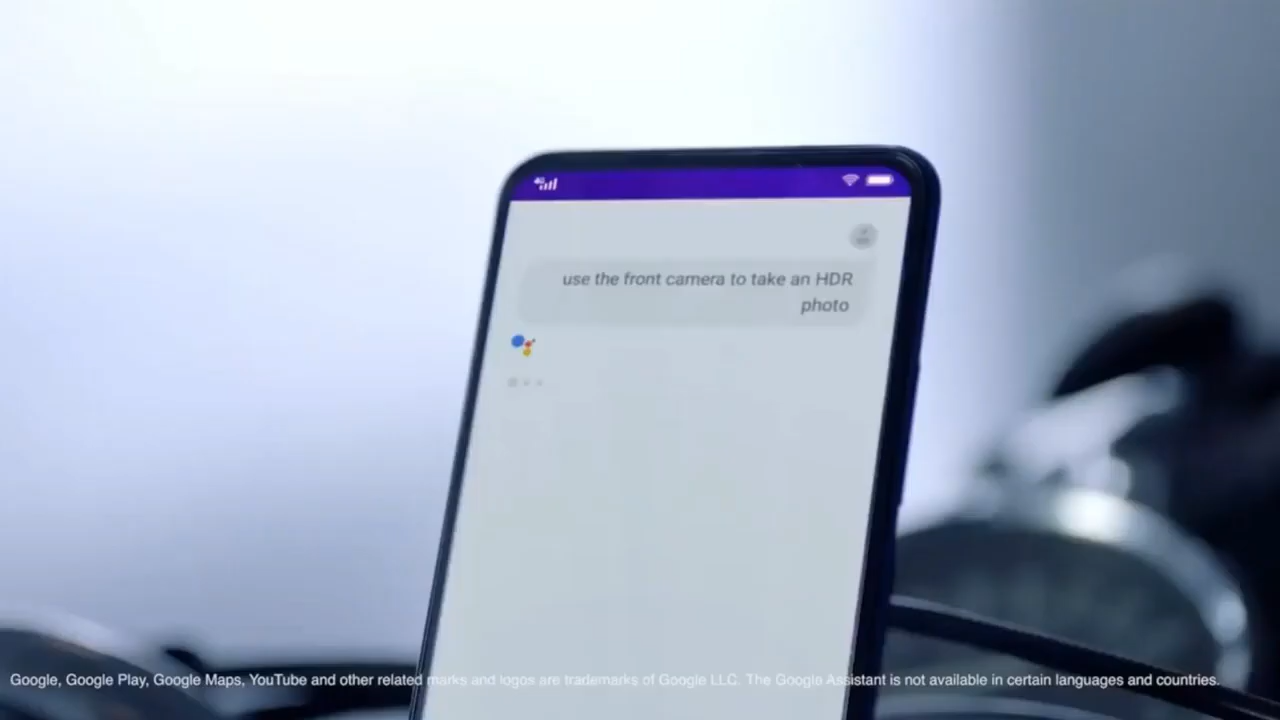 4G
use the front camera to take an HDR
photo
Google, Google Play, Google Maps, YouTube and other related marks and logos are trademarks of Google LLC. The Google Assistant is not available in certain languages and countries.